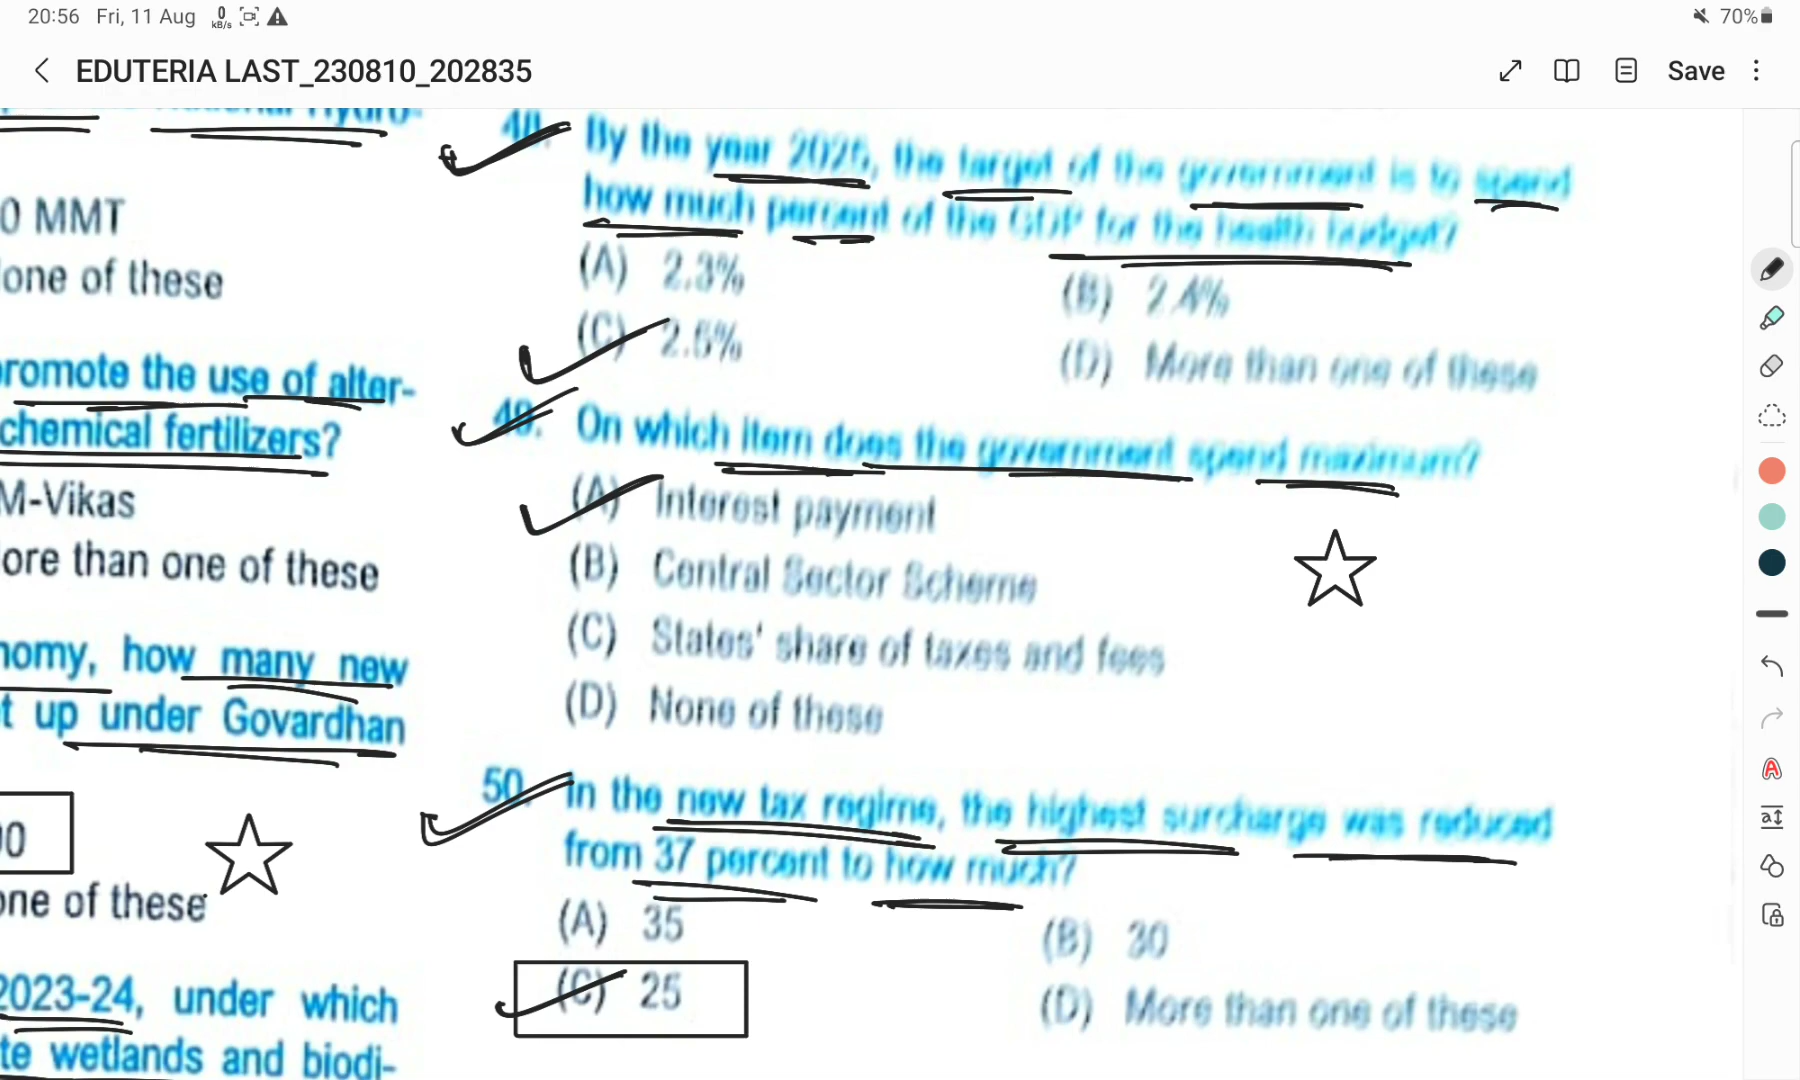 20:56 Fri, 11 Aug 0 kB/s 70%
EDUTERIA LAST_230810_202835
Save
0 MMT
one of these
romote the use of alter-
chemical fertilizers?
M-Vikas
ore than one of these
nomy, how many new
t up under Govardhan
00
one of these
2023-24, under which
te wetlands and biodi-
48. By the year 2025, the target of the government is to spend
how much percent of the GDP for the health budget?
(A) 2.3%
(B) 2.4%
(C) 2.5%
(D) More than one of these
49. On which item does the government spend maximum?
(A) Interest payment
(B) Central Sector Scheme
(C) States' share of taxes and fees
(D) None of these
50. In the new tax regime, the highest surcharge was reduced
from 37 percent to how much?
(A) 35
(B) 30
(C) 25
(D) More than one of these